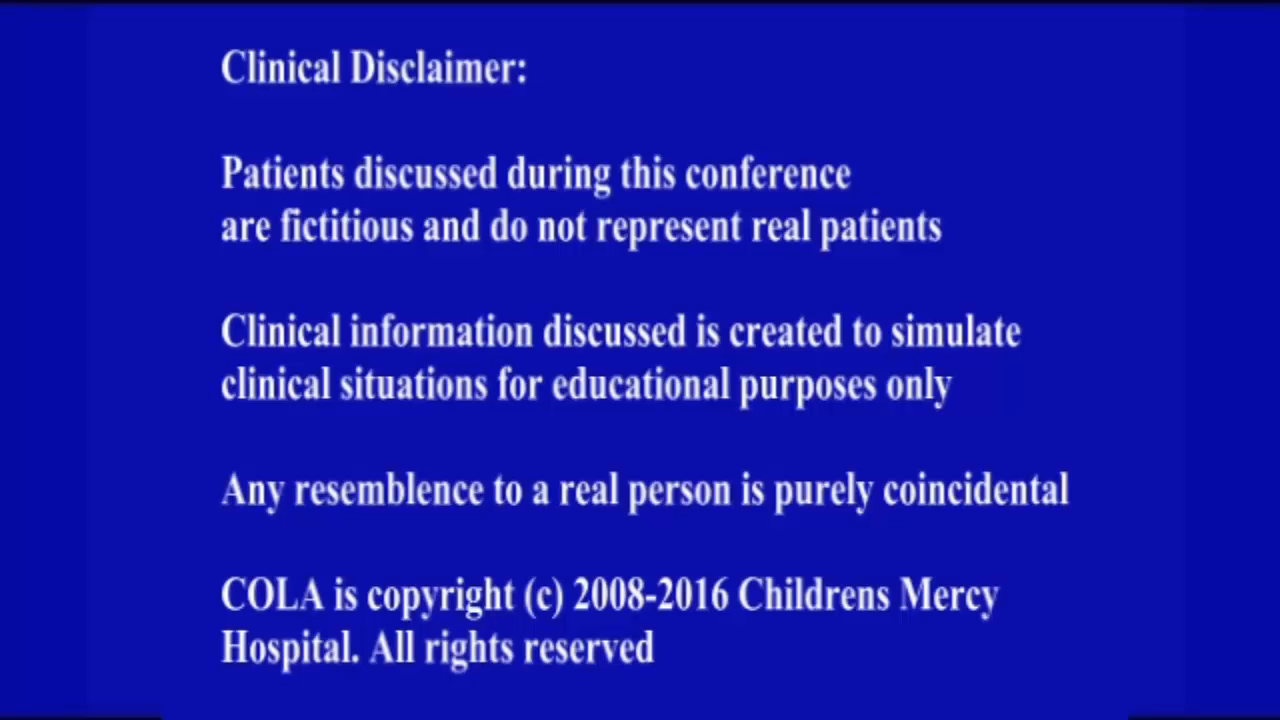 Clinical Disclaimer:
Patients discussed during this conference
are fictitious and do not represent real patients
Clinical information discussed is created to simulate
clinical situations for educational purposes only
Any resemblence to a real person is purely coincidental
COLA is copyright (c) 2008-2016 Childrens Mercy
Hospital. All rights reserved